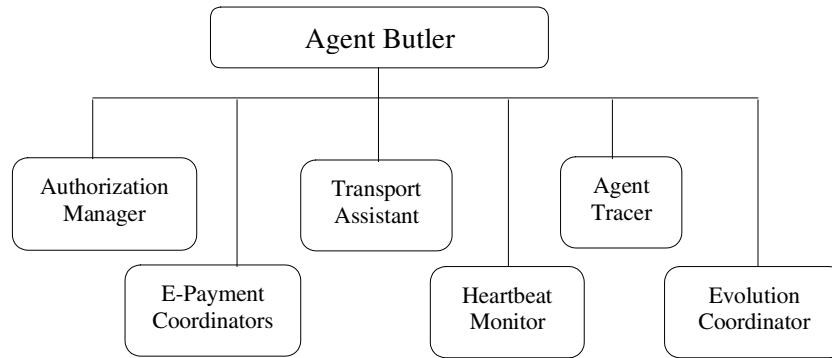 Agent Butler
Authorization
Manager
Transport
Assistant
Agent
Tracer
E-Payment
Coordinators
Heartbeat
Monitor
Evolution
Coordinator